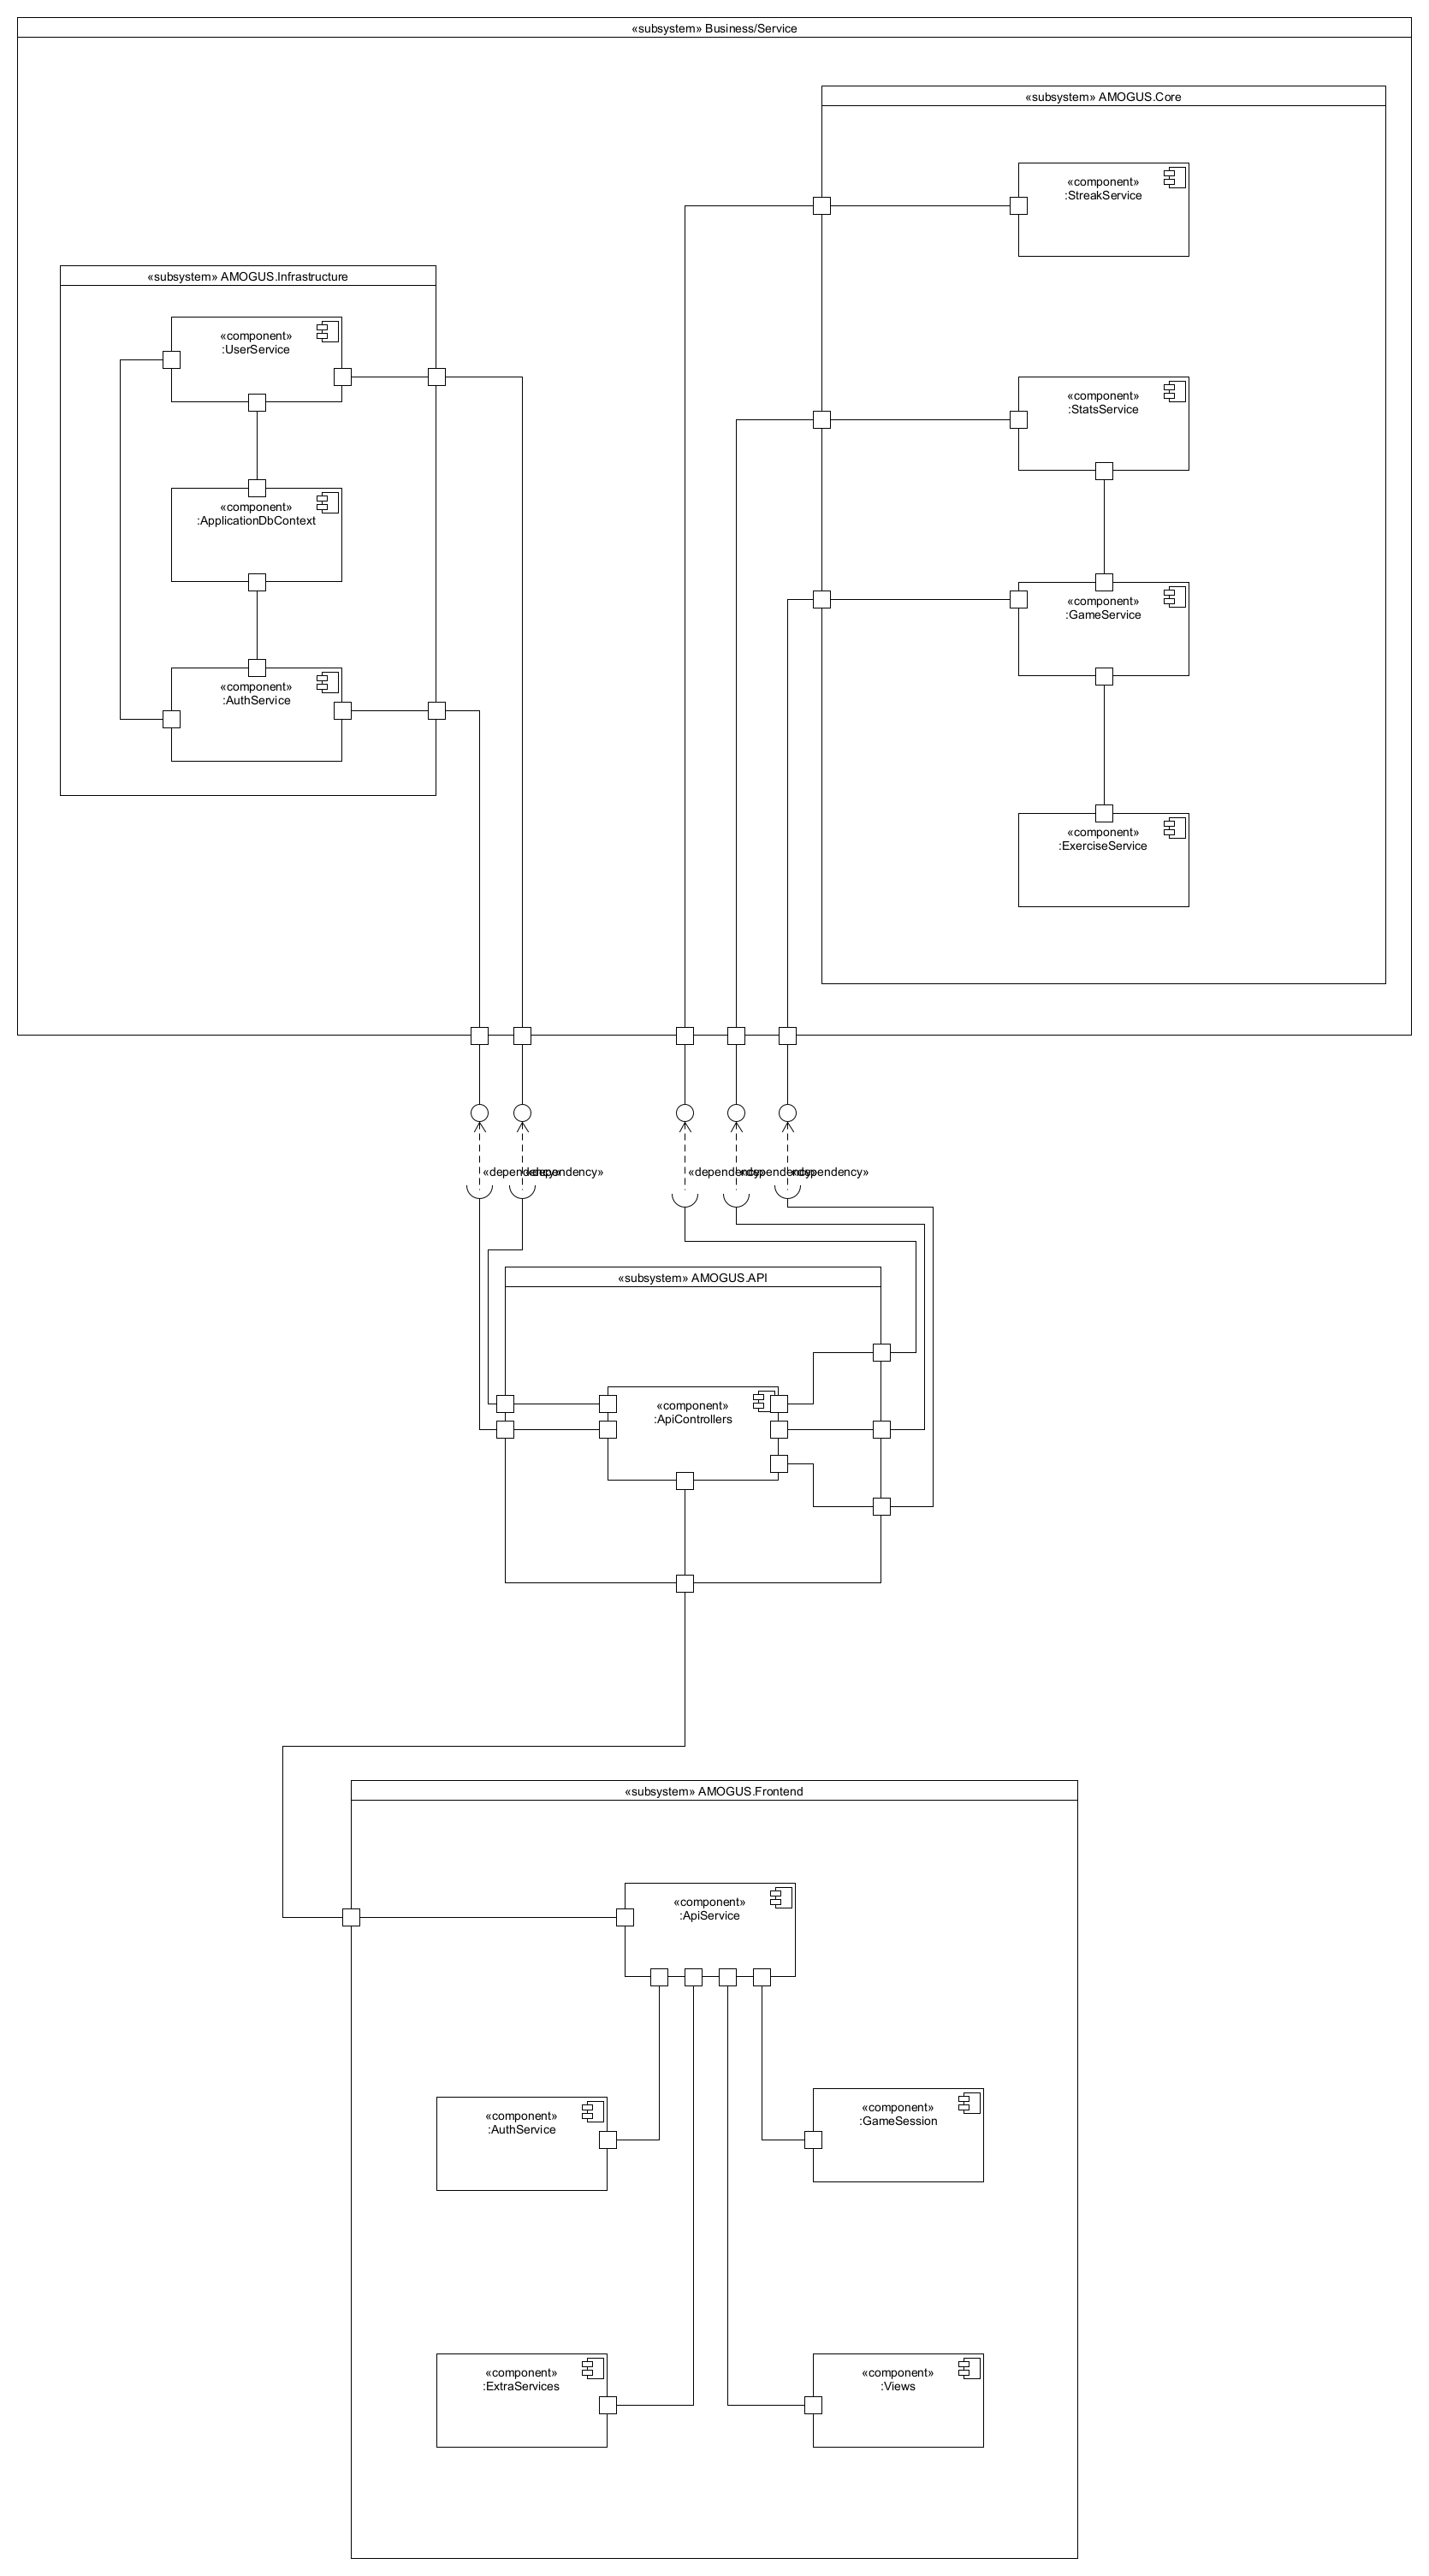 «subsystem» Business/Service
«subsystem» AMOGUS.Core
«component»
:StreakService
«subsystem» AMOGUS.Infrastructure
«component»
:UserService
«component»
:StatsService
«component»
:ApplicationDbContext
«component»
:GameService
«component»
:AuthService
«component»
:ExerciseService
«dependency»
«dependency»
«dependency»
«dependency»
«dependency»
«subsystem» AMOGUS.API
«component»
:ApiControllers
«subsystem» AMOGUS.Frontend
«component»
:ApiService
«component»
:AuthService
«component»
:GameSession
«component»
:ExtraServices
«component»
:Views